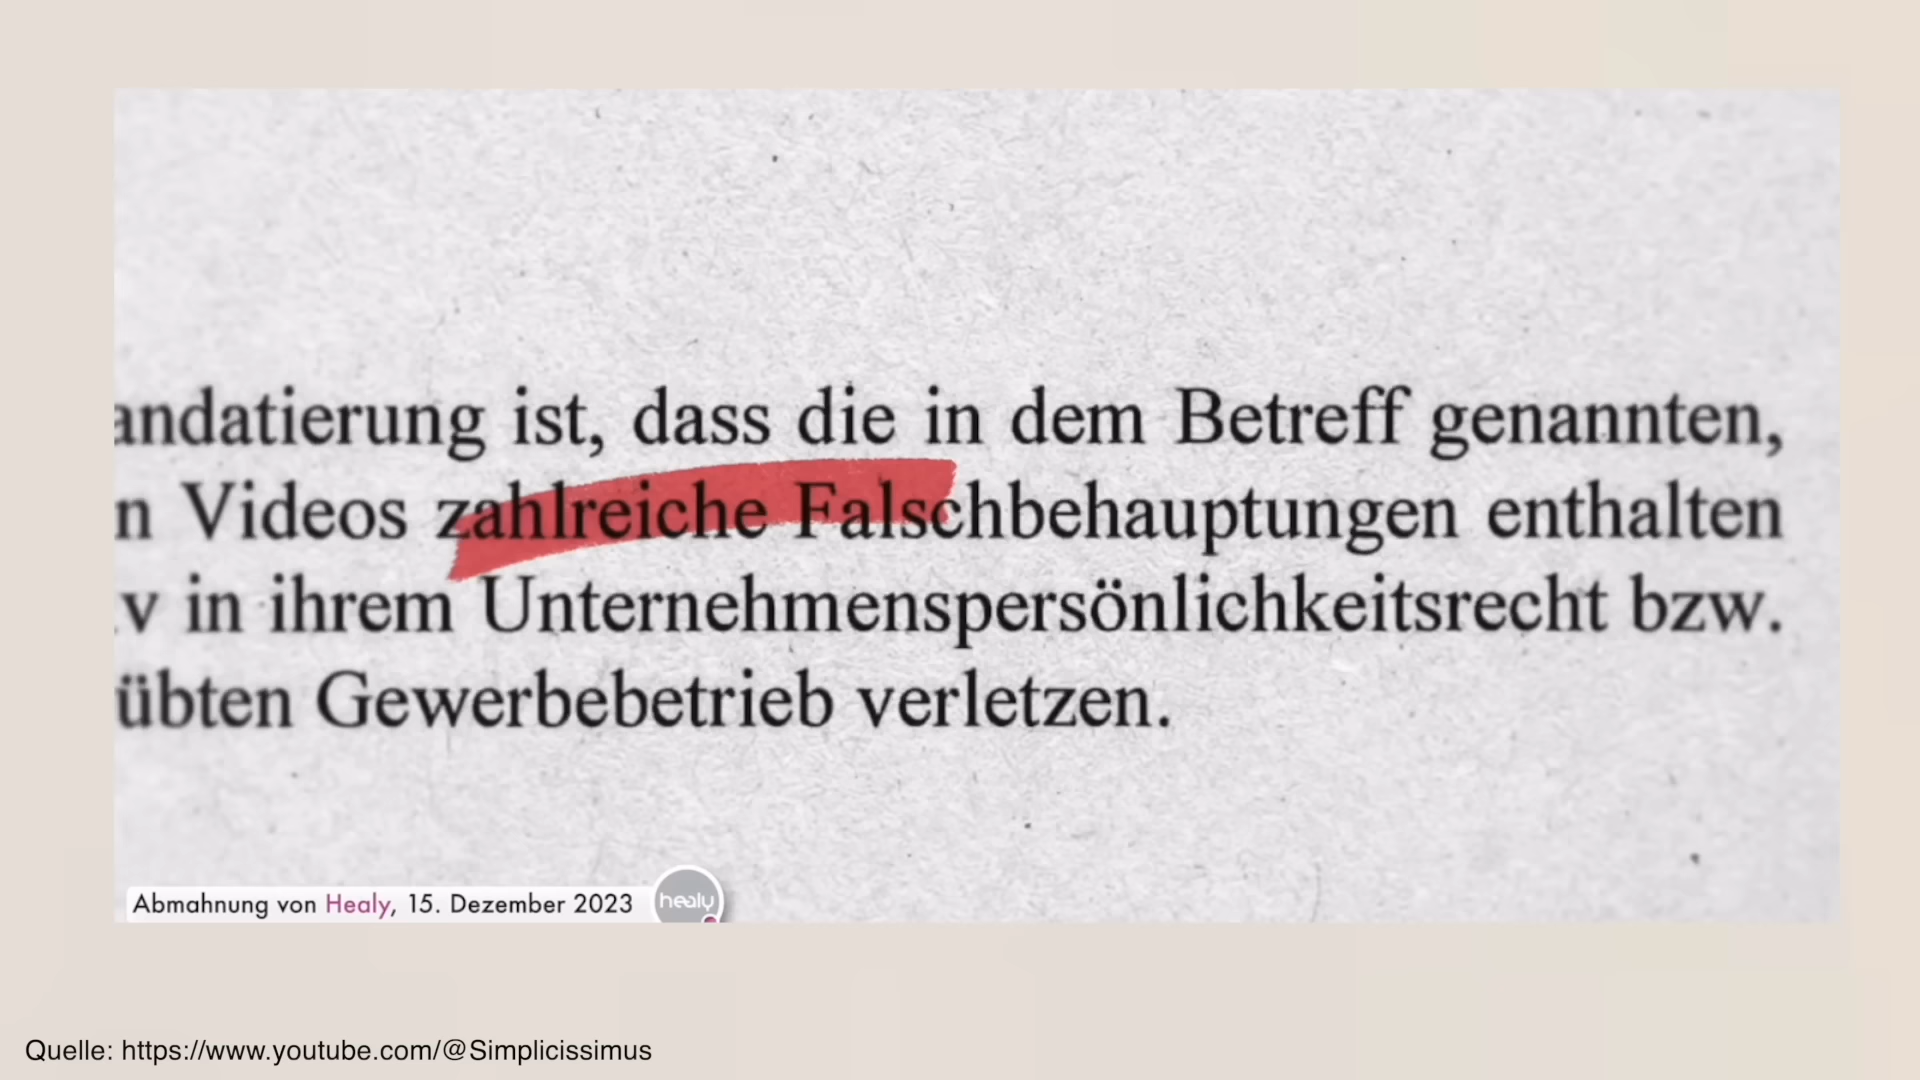 andatierung ist, dass die in dem Betreff genannten,
n Videos zahlreiche Falschbehauptungen enthalten
v in ihrem Unternehmenspersönlichkeitsrecht bzw.
übten Gewerbebetrieb verletzen.
Abmahnung von Healy, 15. Dezember 2023
healy
Quelle: https://www.youtube.com/@Simplicissimus